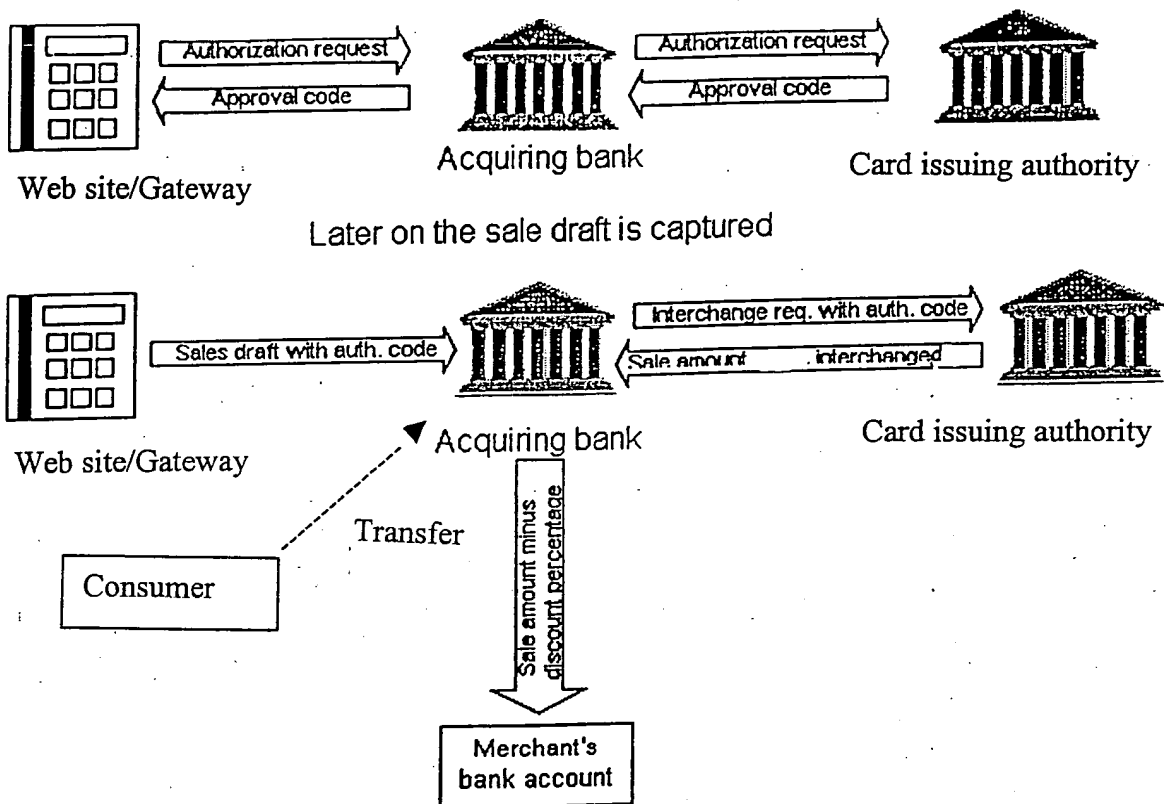 Authorization request
Authorization request
Approval code
Approval code
Acquiring bank
Card issuing authority
Web site/Gateway
Later on the sale draft is captured
Interchange req. with auth. code
Sales draft with auth. code
Sale amount interchanged
Acquiring bank
Card issuing authority
Web site/Gateway
Transfer
Consumer
Sale amount minus
discount percentage
Merchant's
bank account